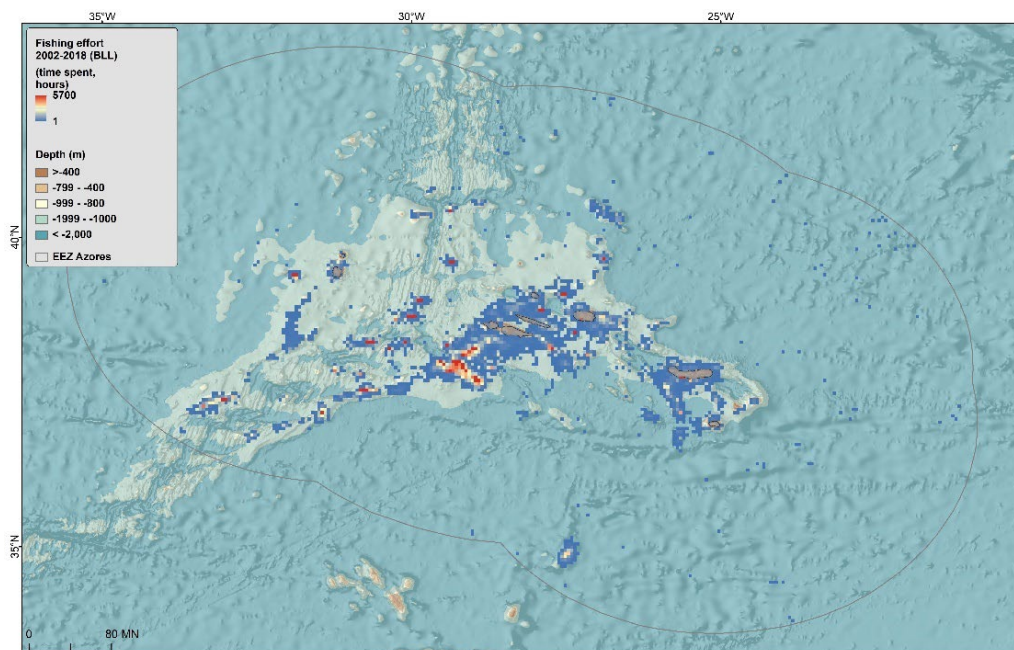 35°W
30°W
25°W
Fishing effort
2002-2018 (BLL)
(time spent,
hours)
5700
1
Depth (m)
>-400
-799 - -400
-999 - -800
-1999 - -1000
< -2,000
EEZ Azores
40°N
35°N
0
80 MN